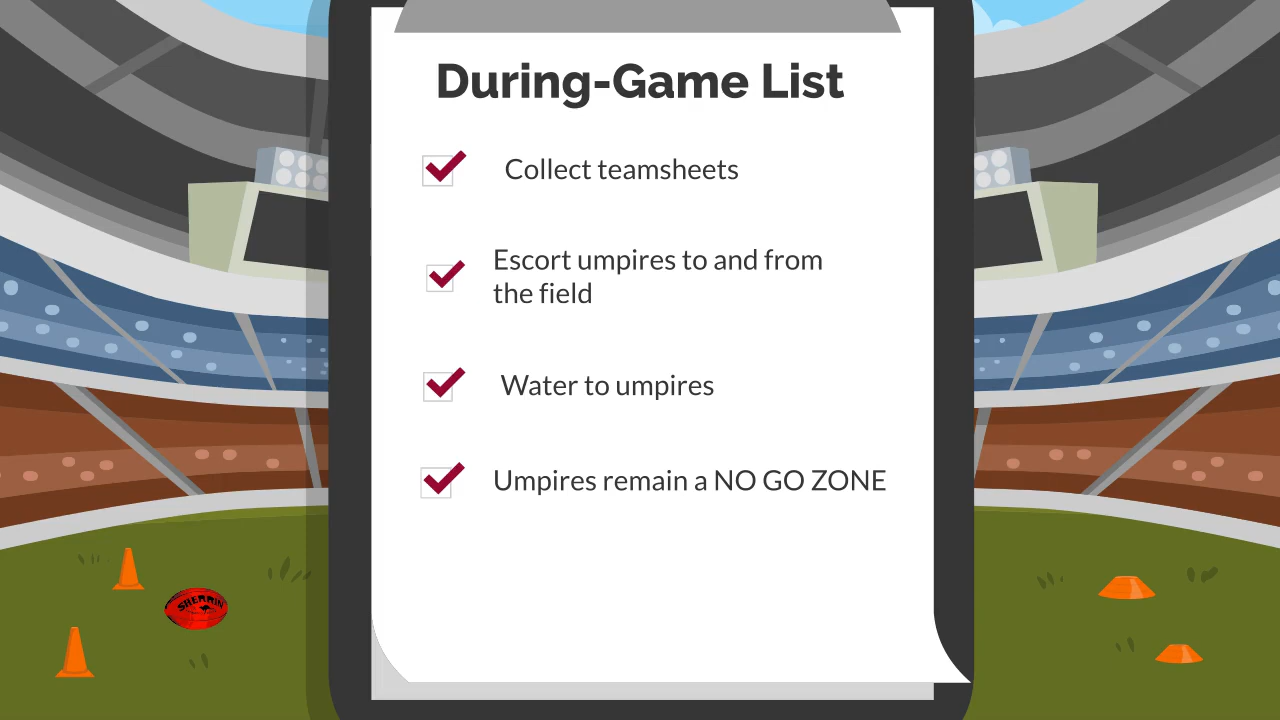 During-Game List
Collect teamsheets
Escort umpires to and from
the field
Water to umpires
Umpires remain a NO GO ZONE
SHERRIN